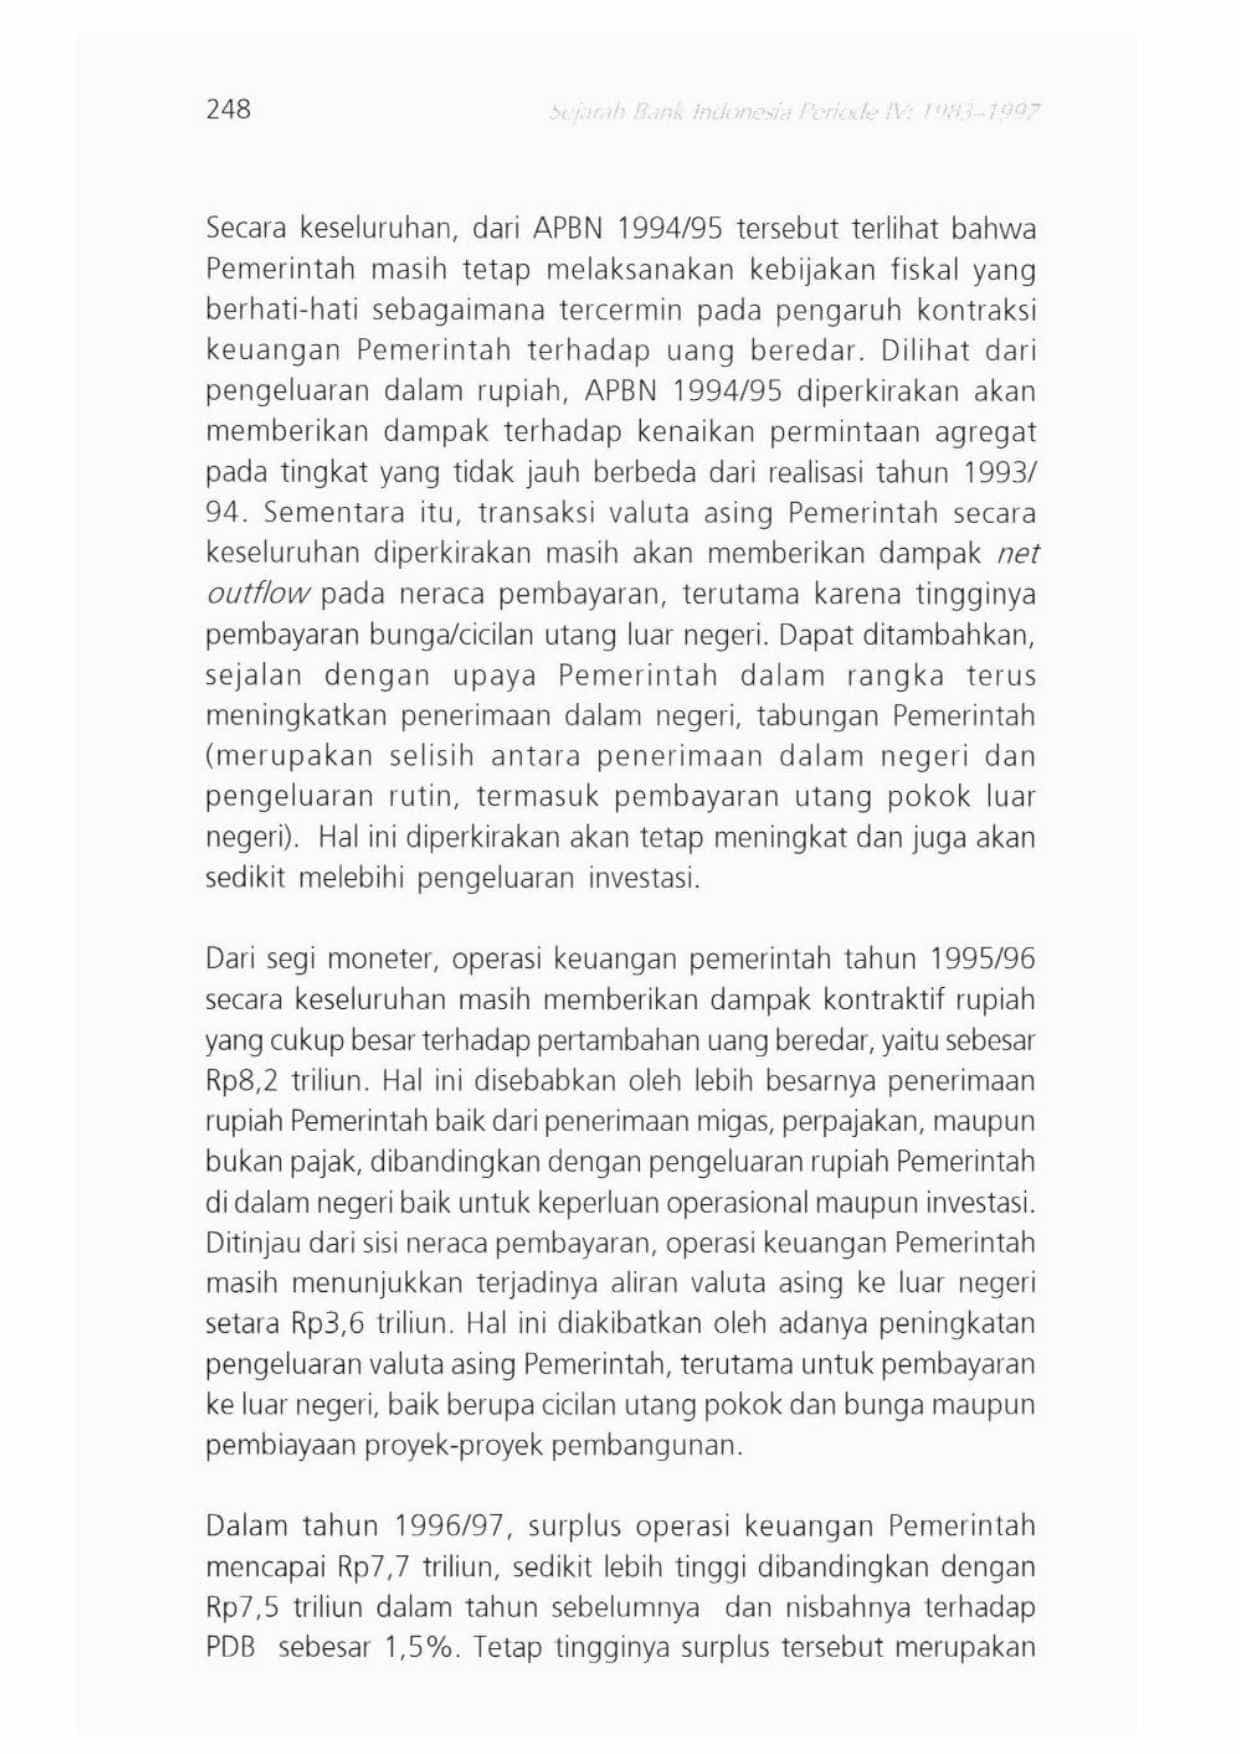 248
Sejarah Bank Indonesia Periode IV: 1983–1997
Secara keseluruhan, dari APBN 1994/95 tersebut terlihat bahwa
Pemerintah masih tetap melaksanakan kebijakan fiskal yang
berhati-hati sebagaimana tercermin pada pengaruh kontraksi
keuangan Pemerintah terhadap uang beredar. Dilihat dari
pengeluaran dalam rupiah, APBN 1994/95 diperkirakan akan
memberikan dampak terhadap kenaikan permintaan agregat
pada tingkat yang tidak jauh berbeda dari realisasi tahun 1993/
94. Sementara itu, transaksi valuta asing Pemerintah secara
keseluruhan diperkirakan masih akan memberikan dampak net
outflow pada neraca pembayaran, terutama karena tingginya
pembayaran bunga/cicilan utang luar negeri. Dapat ditambahkan,
sejalan dengan upaya Pemerintah dalam rangka terus
meningkatkan penerimaan dalam negeri, tabungan Pemerintah
(merupakan selisih antara penerimaan dalam negeri dan
pengeluaran rutin, termasuk pembayaran utang pokok luar
negeri). Hal ini diperkirakan akan tetap meningkat dan juga akan
sedikit melebihi pengeluaran investasi.
Dari segi moneter, operasi keuangan pemerintah tahun 1995/96
secara keseluruhan masih memberikan dampak kontraktif rupiah
yang cukup besar terhadap pertambahan uang beredar, yaitu sebesar
Rp8,2 triliun. Hal ini disebabkan oleh lebih besarnya penerimaan
rupiah Pemerintah baik dari penerimaan migas, perpajakan, maupun
bukan pajak, dibandingkan dengan pengeluaran rupiah Pemerintah
di dalam negeri baik untuk keperluan operasional maupun investasi.
Ditinjau dari sisi neraca pembayaran, operasi keuangan Pemerintah
masih menunjukkan terjadinya aliran valuta asing ke luar negeri
setara Rp3,6 triliun. Hal ini diakibatkan oleh adanya peningkatan
pengeluaran valuta asing Pemerintah, terutama untuk pembayaran
ke luar negeri, baik berupa cicilan utang pokok dan bunga maupun
pembiayaan proyek-proyek pembangunan.
Dalam tahun 1996/97, surplus operasi keuangan Pemerintah
mencapai Rp7,7 triliun, sedikit lebih tinggi dibandingkan dengan
Rp7,5 triliun dalam tahun sebelumnya dan nisbahnya terhadap
PDB sebesar 1,5%. Tetap tingginya surplus tersebut merupakan